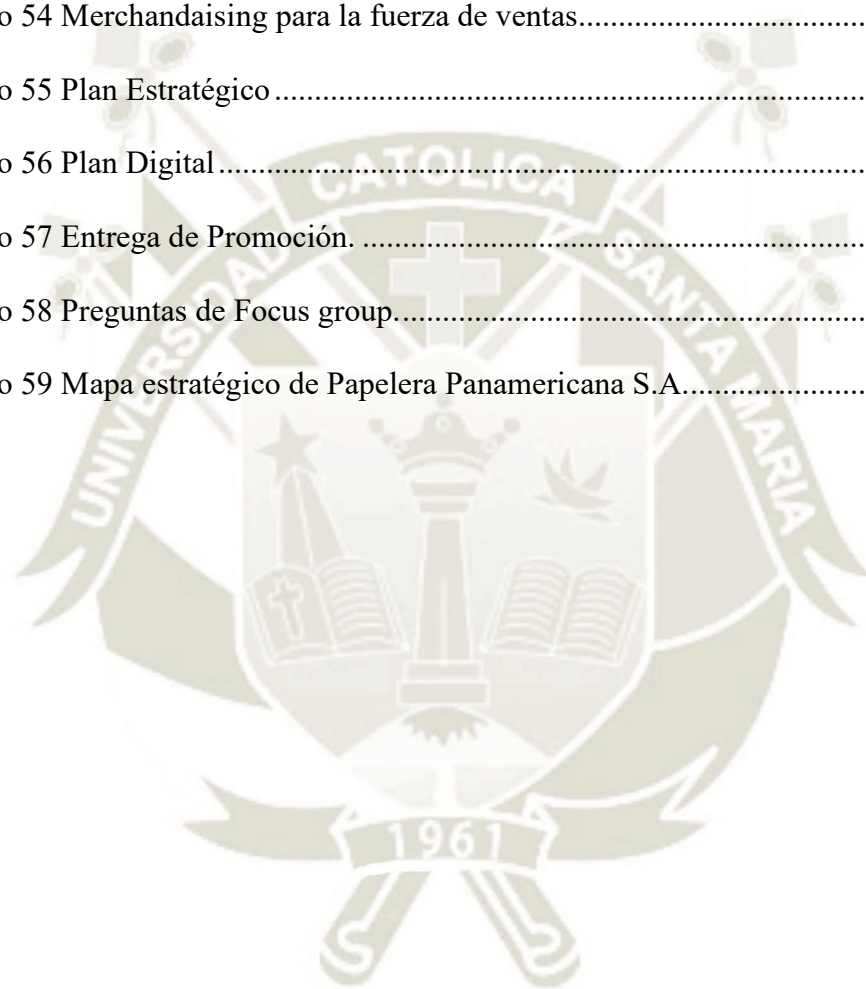 o 54 Merchandaising para la fuerza de ventas..................................
o 55 Plan Estratégico..........................................................................
o 56 Plan Digital.................................................................................
o 57 Entrega de Promoción. ...............................................................
o 58 Preguntas de Focus group...........................................................
o 59 Mapa estratégico de Papelera Panamericana S.A.......................
UNIVERSIDAD CATOLICA SANTA MARIA
1961